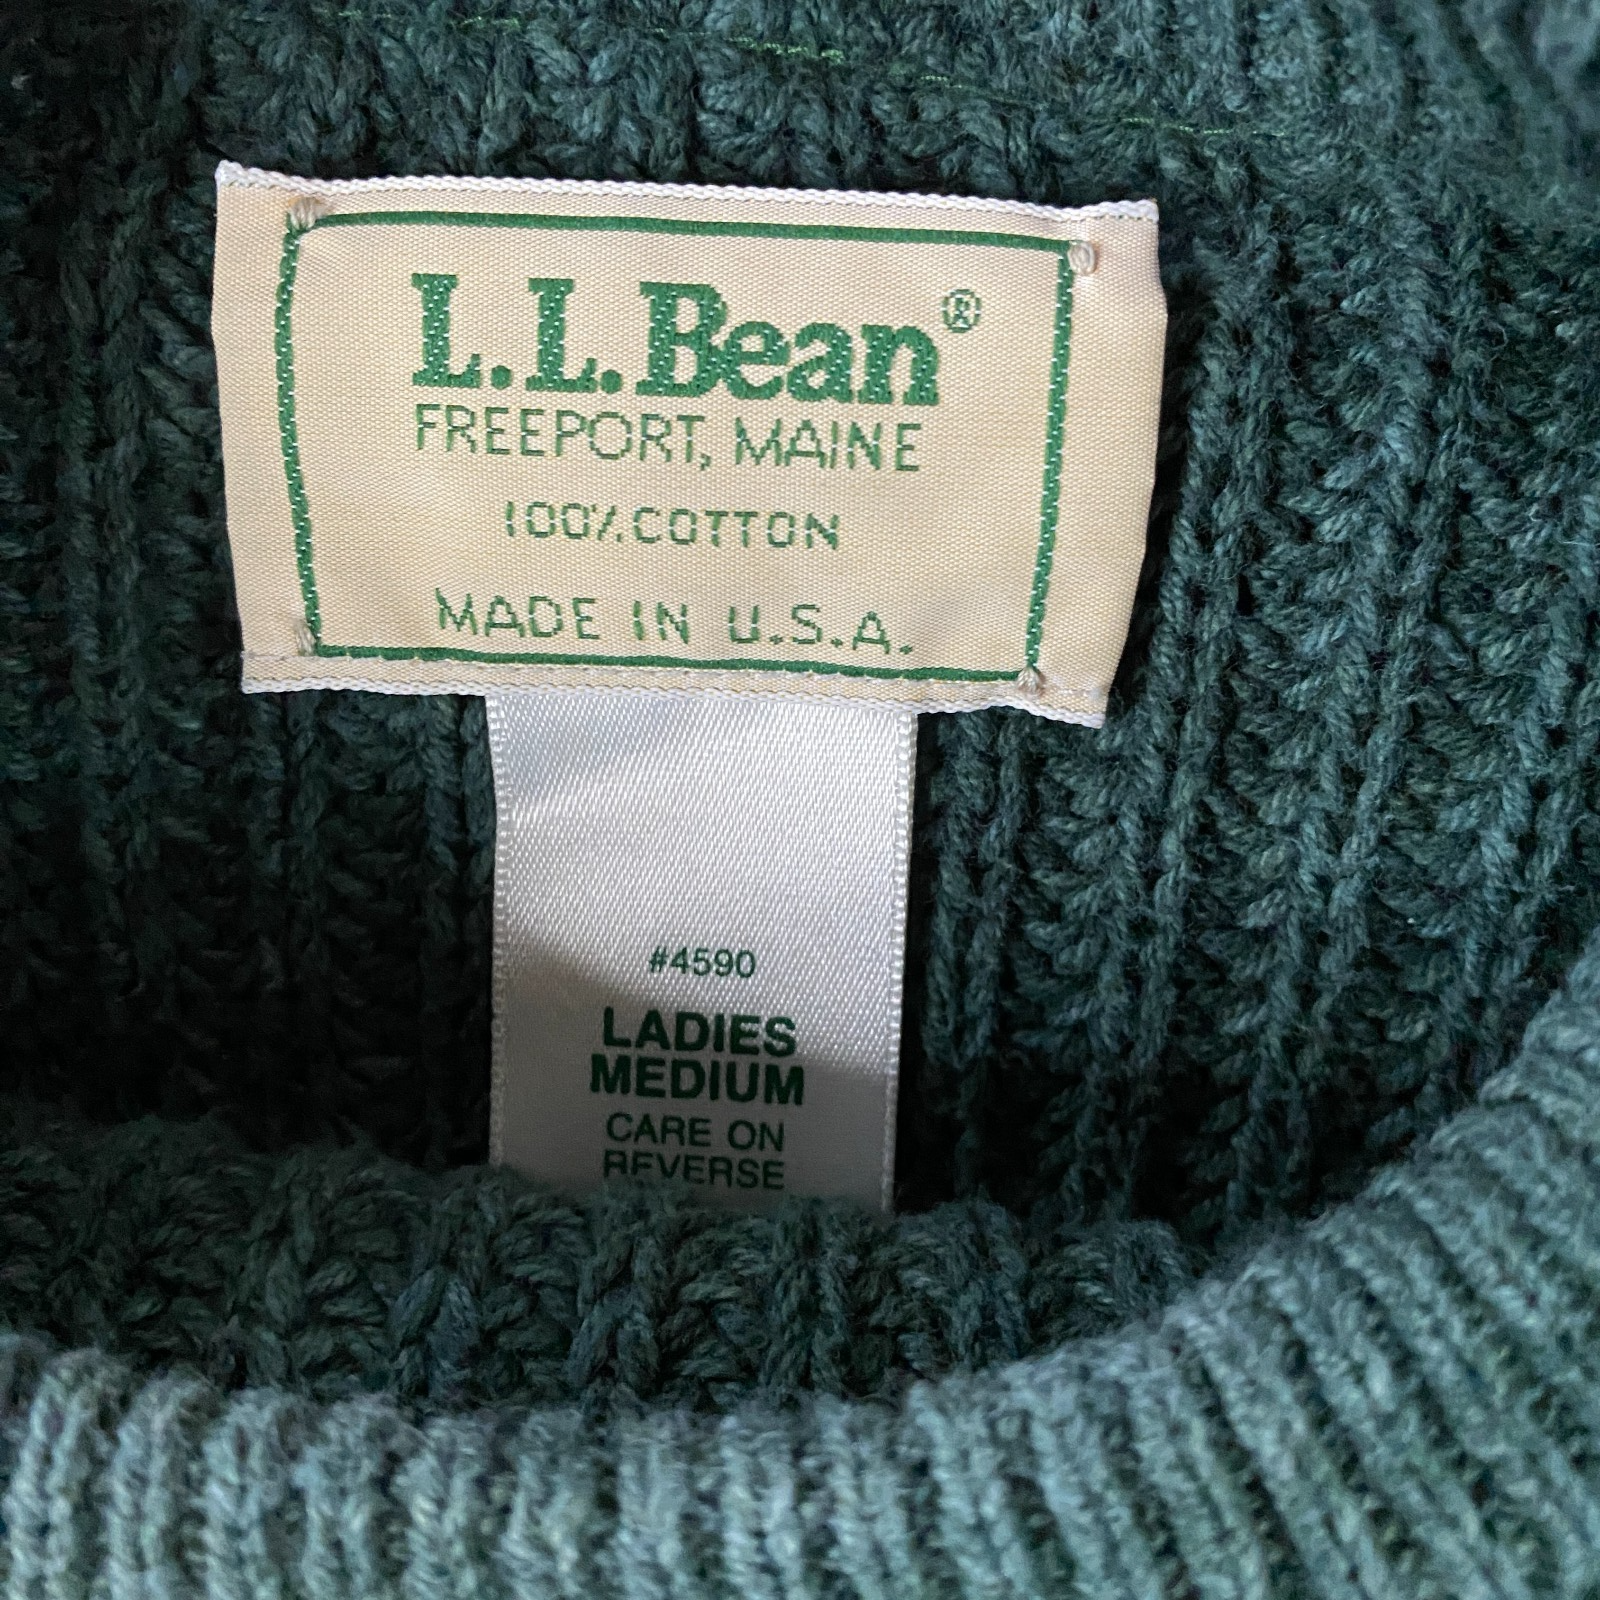 L.L.Bean®
FREEPORT, MAINE
100% COTTON
MADE IN U.S.A.
#4590
LADIES
MEDIUM
CARE ON
REVERSE